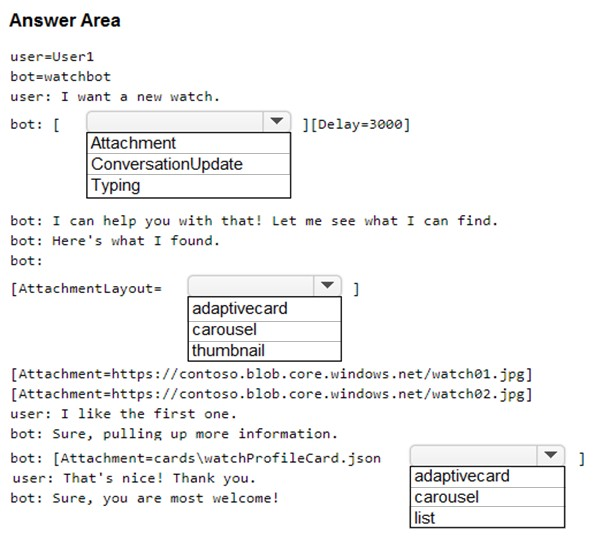 Answer Area
user=User1
bot=watchbot
user: I want a new watch.
bot: [ ][Delay=3000]
Attachment
ConversationUpdate
Typing
bot: I can help you with that! Let me see what I can find.
bot: Here's what I found.
bot:
[AttachmentLayout= ]
adaptivecard
carousel
thumbnail
[Attachment=https://contoso.blob.core.windows.net/watch01.jpg]
[Attachment=https://contoso.blob.core.windows.net/watch02.jpg]
user: I like the first one.
bot: Sure, pulling up more information.
bot: [Attachment=cards\watchProfileCard.json ]
adaptivecard
carousel
list
user: That's nice! Thank you.
bot: Sure, you are most welcome!